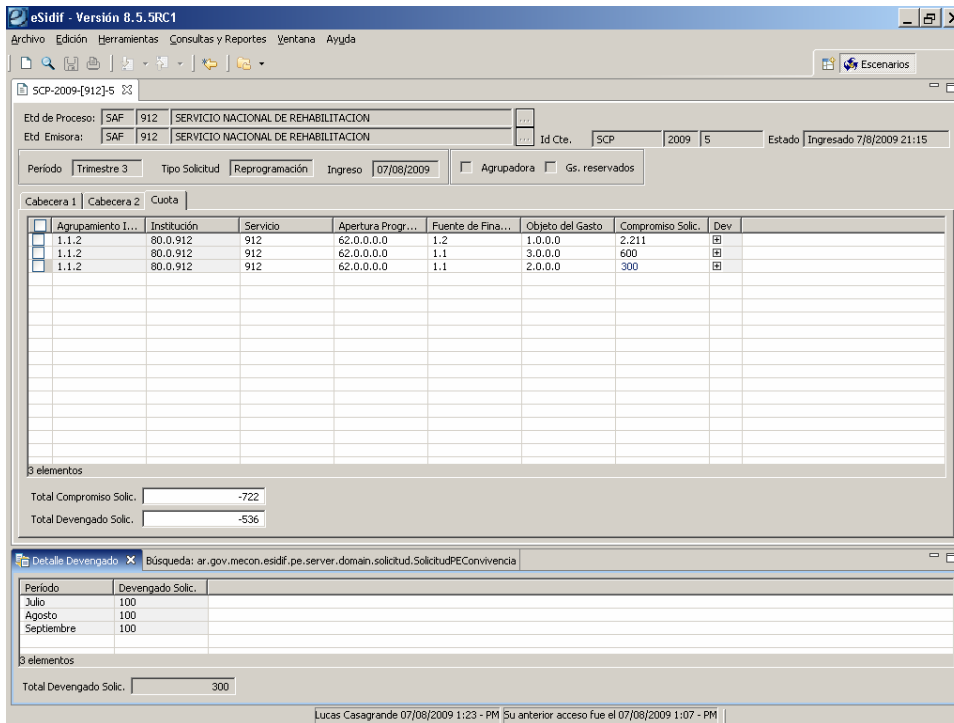 eSidif - Versión 8.5.5RC1
Archivo Edición Herramientas Consultas y Reportes Ventana Ayuda
Escenarios
SCP-2009-[912]-5
Etd de Proceso: SAF 912 SERVICIO NACIONAL DE REHABILITACION ...
Etd Emisora: SAF 912 SERVICIO NACIONAL DE REHABILITACION ... Id Cte. SCP 2009 5 Estado Ingresado 7/8/2009 21:15
Período Trimestre 3 Tipo Solicitud Reprogramación Ingreso 07/08/2009 Agrupadora Gs. reservados
Cabecera 1 Cabecera 2 Cuota
Agrupamiento I... Institución Servicio Apertura Progr... Fuente de Fina... Objeto del Gasto Compromiso Solic. Dev
1.1.2 80.0.912 912 62.0.0.0.0 1.2 1.0.0.0 2.211
1.1.2 80.0.912 912 62.0.0.0.0 1.1 3.0.0.0 600
1.1.2 80.0.912 912 62.0.0.0.0 1.1 2.0.0.0 300
3 elementos
Total Compromiso Solic. -722
Total Devengado Solic. -536
Detalle Devengado Búsqueda: ar.gov.mecon.esidif.pe.server.domain.solicitud.SolicitudPEConvivencia
Período Devengado Solic.
Julio 100
Agosto 100
Septiembre 100
3 elementos
Total Devengado Solic. 300
Lucas Casagrande 07/08/2009 1:23 - PM Su anterior acceso fue el 07/08/2009 1:07 - PM